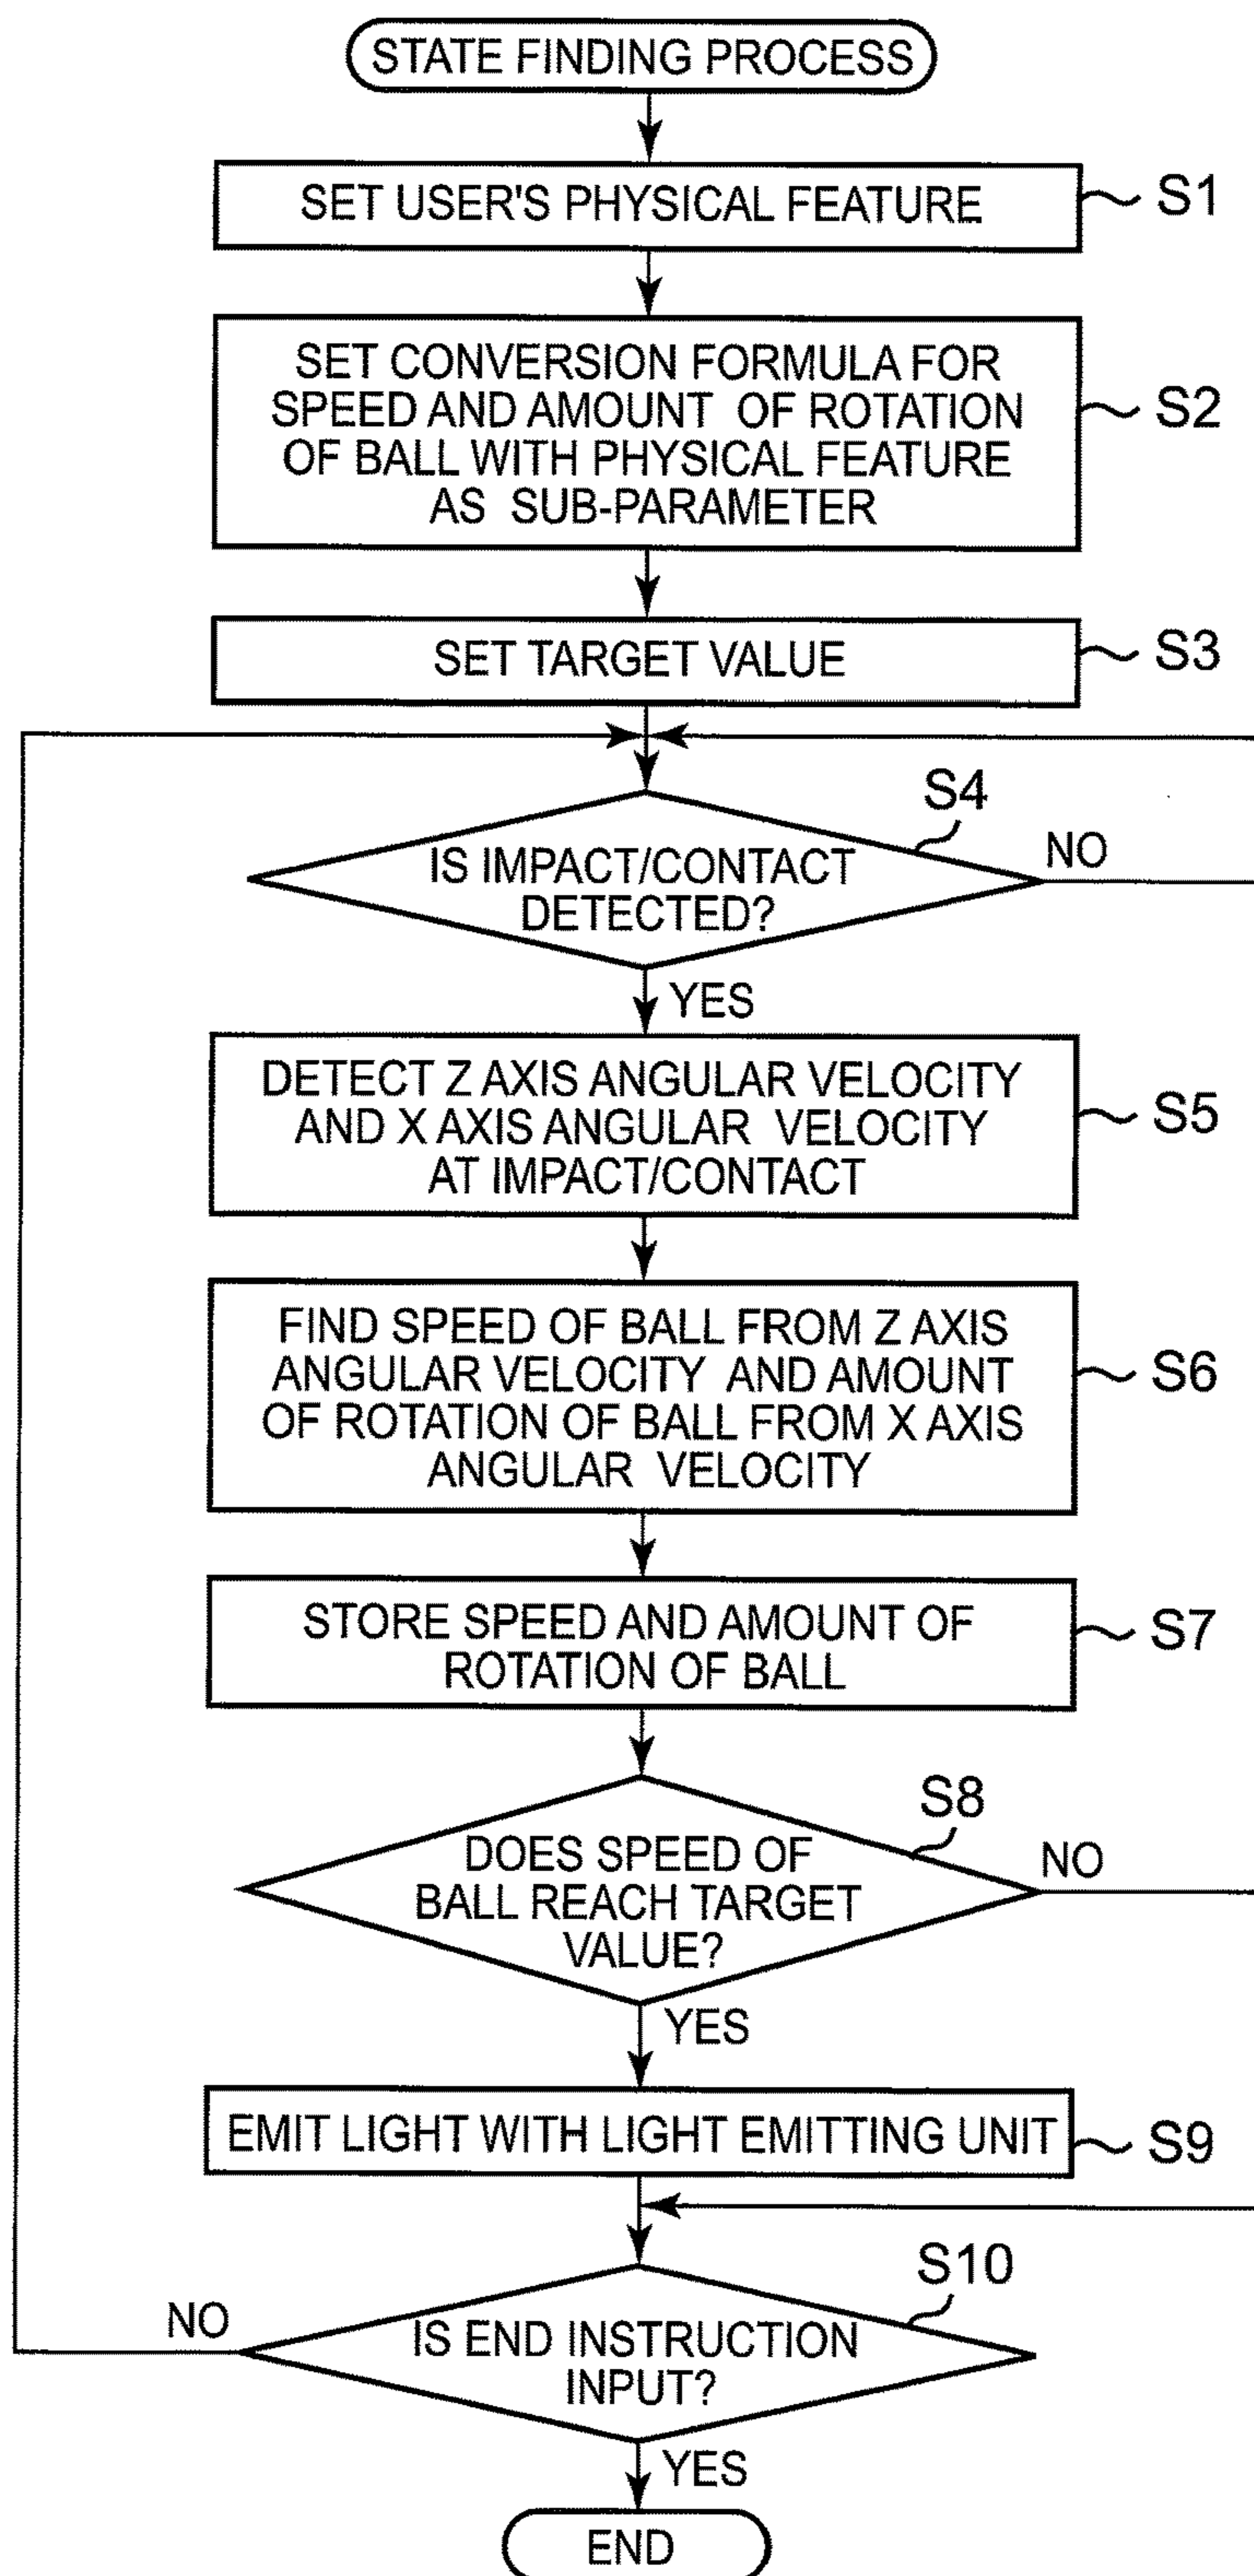 STATE FINDING PROCESS
SET USER'S PHYSICAL FEATURE
S1
SET CONVERSION FORMULA FOR
SPEED AND AMOUNT OF ROTATION
OF BALL WITH PHYSICAL FEATURE
AS SUB-PARAMETER
S2
SET TARGET VALUE
S3
S4
IS IMPACT/CONTACT
DETECTED?
NO
YES
DETECT Z AXIS ANGULAR VELOCITY
AND X AXIS ANGULAR VELOCITY
AT IMPACT/CONTACT
S5
FIND SPEED OF BALL FROM Z AXIS
ANGULAR VELOCITY AND AMOUNT
OF ROTATION OF BALL FROM X AXIS
ANGULAR VELOCITY
S6
STORE SPEED AND AMOUNT OF
ROTATION OF BALL
S7
S8
DOES SPEED OF
BALL REACH TARGET
VALUE?
NO
YES
EMIT LIGHT WITH LIGHT EMITTING UNIT
S9
S10
NO
IS END INSTRUCTION
INPUT?
YES
END